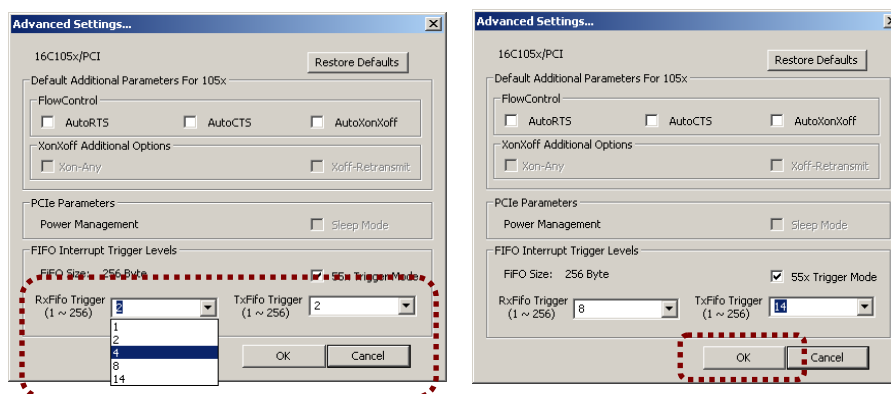 Advanced Settings...
16C105x/PCI
Restore Defaults
Default Additional Parameters For 105x
FlowControl
AutoRTS
AutoCTS
AutoXonXoff
XonXoff Additional Options
Xon-Any
Xoff-Retransmit
PCIe Parameters
Power Management
Sleep Mode
FIFO Interrupt Trigger Levels
FiFO Size: 256 Byte
55x Trigger Mode
RxFifo Trigger
(1 ~ 256)
2
TxFifo Trigger
(1 ~ 256)
2
1
2
4
8
14
OK
Cancel
Advanced Settings...
16C105x/PCI
Restore Defaults
Default Additional Parameters For 105x
FlowControl
AutoRTS
AutoCTS
AutoXonXoff
XonXoff Additional Options
Xon-Any
Xoff-Retransmit
PCIe Parameters
Power Management
Sleep Mode
FIFO Interrupt Trigger Levels
FiFO Size: 256 Byte
55x Trigger Mode
RxFifo Trigger
(1 ~ 256)
8
TxFifo Trigger
(1 ~ 256)
14
OK
Cancel